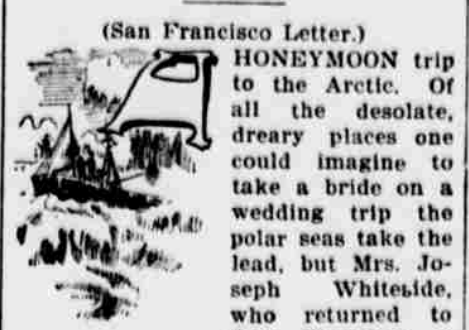 (San Francisco Letter.)
A HONEYMOON trip
to the Arctic. Of
all the desolate,
dreary places one
could imagine to
take a bride on a
wedding trip the
polar seas take the
lead, but Mrs. Jo-
seph Whiteside,
who returned to